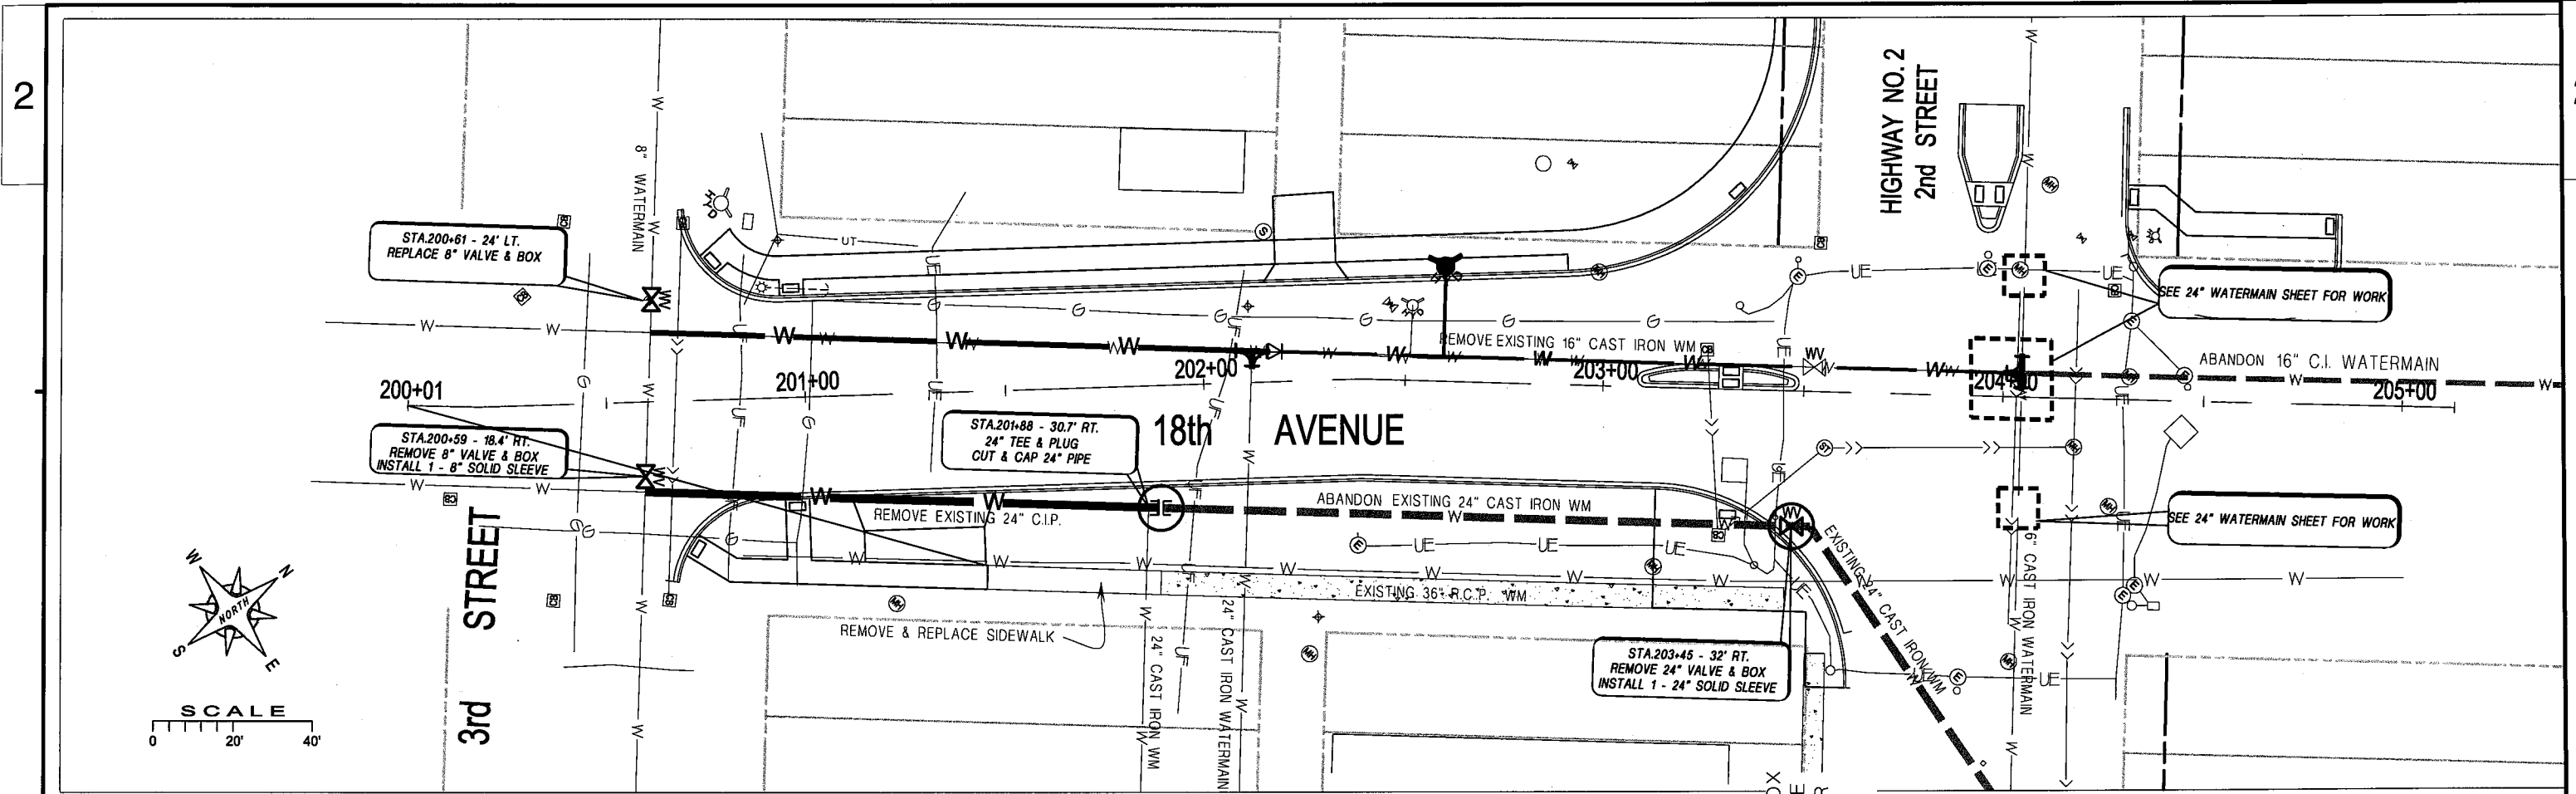 2
HIGHWAY NO. 2
2nd STREET
8" WATERMAIN
HYD
STA.200+61 - 24' LT.
REPLACE 8" VALVE & BOX
UT
SEE 24" WATERMAIN SHEET FOR WORK
REMOVE EXISTING 16" CAST IRON WM
WV
ABANDON 16" C.I. WATERMAIN
200+01
201+00
202+00
203+00
205+00
STA.200+59 - 18.4' RT.
REMOVE 8" VALVE & BOX
INSTALL 1 - 8" SOLID SLEEVE
STA.201+88 - 30.7' RT.
24" TEE & PLUG
CUT & CAP 24" PIPE
18th AVENUE
REMOVE EXISTING 24" C.I.P.
ABANDON EXISTING 24" CAST IRON WM
WV
SEE 24" WATERMAIN SHEET FOR WORK
3rd STREET
EXISTING 24" CAST IRON WM
EXISTING 36" R.C.P. WM
REMOVE & REPLACE SIDEWALK
24" CAST IRON WM
24" CAST IRON WATERMAIN
STA.203+45 - 32' RT.
REMOVE 24" VALVE & BOX
INSTALL 1 - 24" SOLID SLEEVE
6" CAST IRON WATERMAIN
W
N
NORTH
S
E
SCALE
0 20' 40'